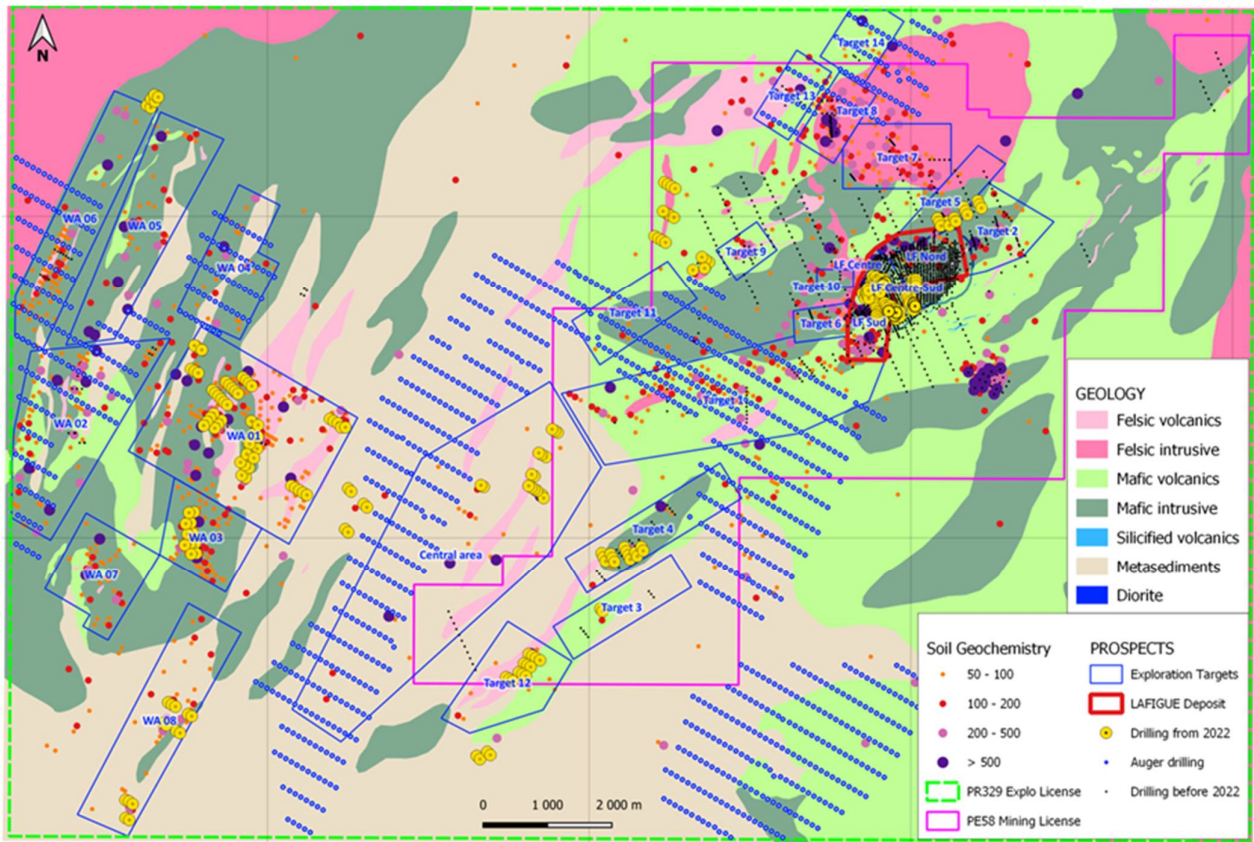 N
Target 14
Target 13
Target 8
Target 7
Target 5
Target 2
WA 06
WA 05
WA 04
Target 9
LF Nord
LF Centre
LF Centre-Sud
Target 10
Target 11
Target 6
LF Sud
Target 1
WA 02
WA 01
WA 03
WA 07
Central area
Target 4
Target 3
Target 12
WA 08
0 1 000 2 000 m
GEOLOGY
Felsic volcanics
Felsic intrusive
Mafic volcanics
Mafic intrusive
Silicified volcanics
Metasediments
Diorite
Soil Geochemistry
50 - 100
100 - 200
200 - 500
> 500
PR329 Explo License
PE58 Mining License
PROSPECTS
Exploration Targets
LAFIGUE Deposit
Drilling from 2022
Auger drilling
Drilling before 2022